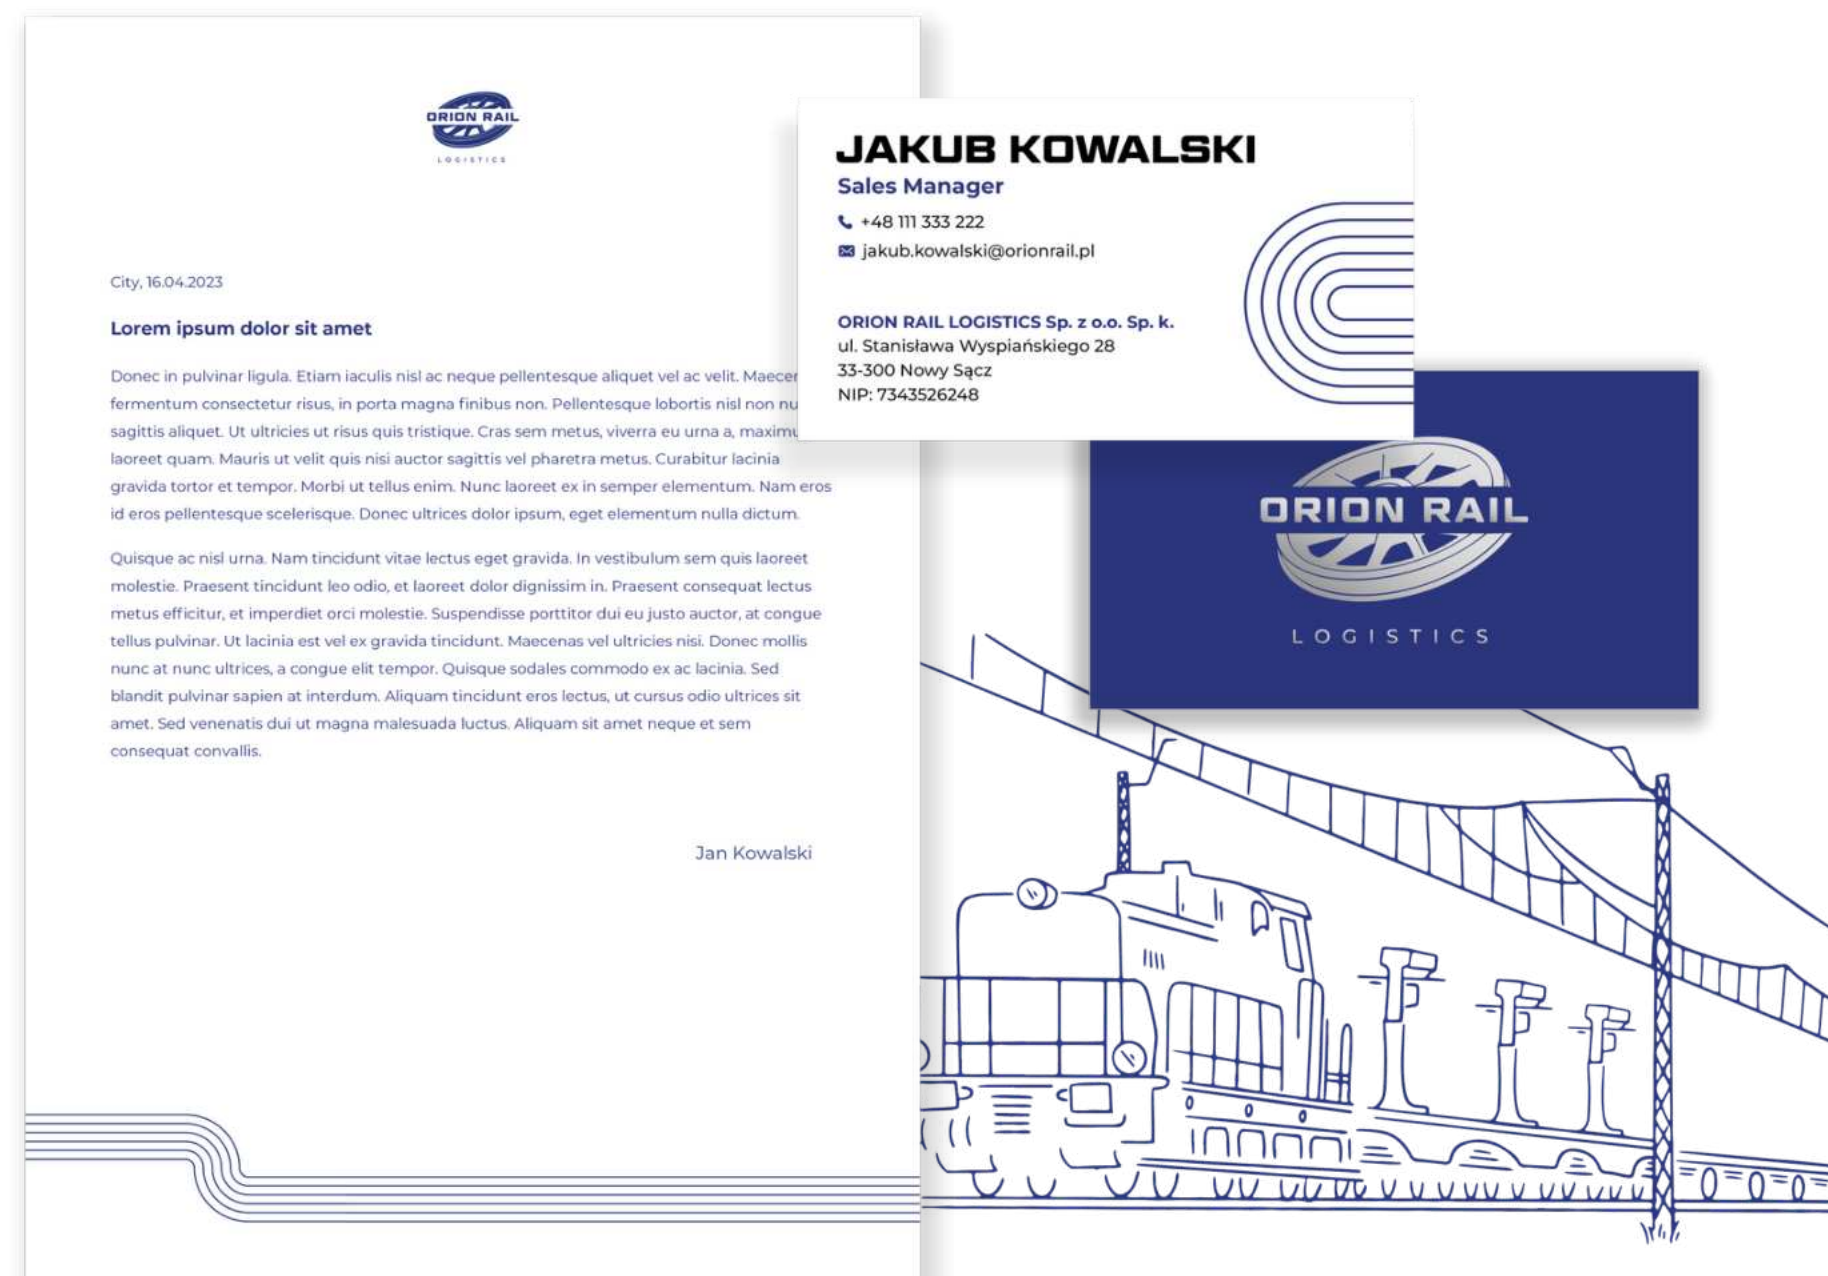 ORION RAIL
LOGISTICS
City, 16.04.2023
Lorem ipsum dolor sit amet
Donec in pulvinar ligula. Etiam iaculis nisl ac neque pellentesque aliquet vel ac velit. Maecen
fermentum consectetur risus, in porta magna finibus non. Pellentesque lobortis nisl non nu
sagittis aliquet. Ut ultricies ut risus quis tristique. Cras sem metus, viverra eu urna a, maximu
laoreet quam. Mauris ut velit quis nisi auctor sagittis vel pharetra metus. Curabitur lacinia
gravida tortor et tempor. Morbi ut tellus enim. Nunc laoreet ex in semper elementum. Nam eros
id eros pellentesque scelerisque. Donec ultrices dolor ipsum, eget elementum nulla dictum.
Quisque ac nisl urna. Nam tincidunt vitae lectus eget gravida. In vestibulum sem quis laoreet
molestie. Praesent tincidunt leo odio, et laoreet dolor dignissim in. Praesent consequat lectus
metus efficitur, et imperdiet orci molestie. Suspendisse porttitor dui eu justo auctor, at congue
tellus pulvinar. Ut lacinia est vel ex gravida tincidunt. Maecenas vel ultricies nisi. Donec mollis
nunc at nunc ultrices, a congue elit tempor. Quisque sodales commodo ex ac lacinia. Sed
blandit pulvinar sapien at interdum. Aliquam tincidunt eros lectus, ut cursus odio ultrices sit
amet. Sed venenatis dui ut magna malesuada luctus. Aliquam sit amet neque et sem
consequat convallis.
Jan Kowalski
JAKUB KOWALSKI
Sales Manager
+48 111 333 222
jakub.kowalski@orionrail.pl
ORION RAIL LOGISTICS Sp. z o.o. Sp. k.
ul. Stanisława Wyspiańskiego 28
33-300 Nowy Sącz
NIP: 7343526248
ORION RAIL
LOGISTICS